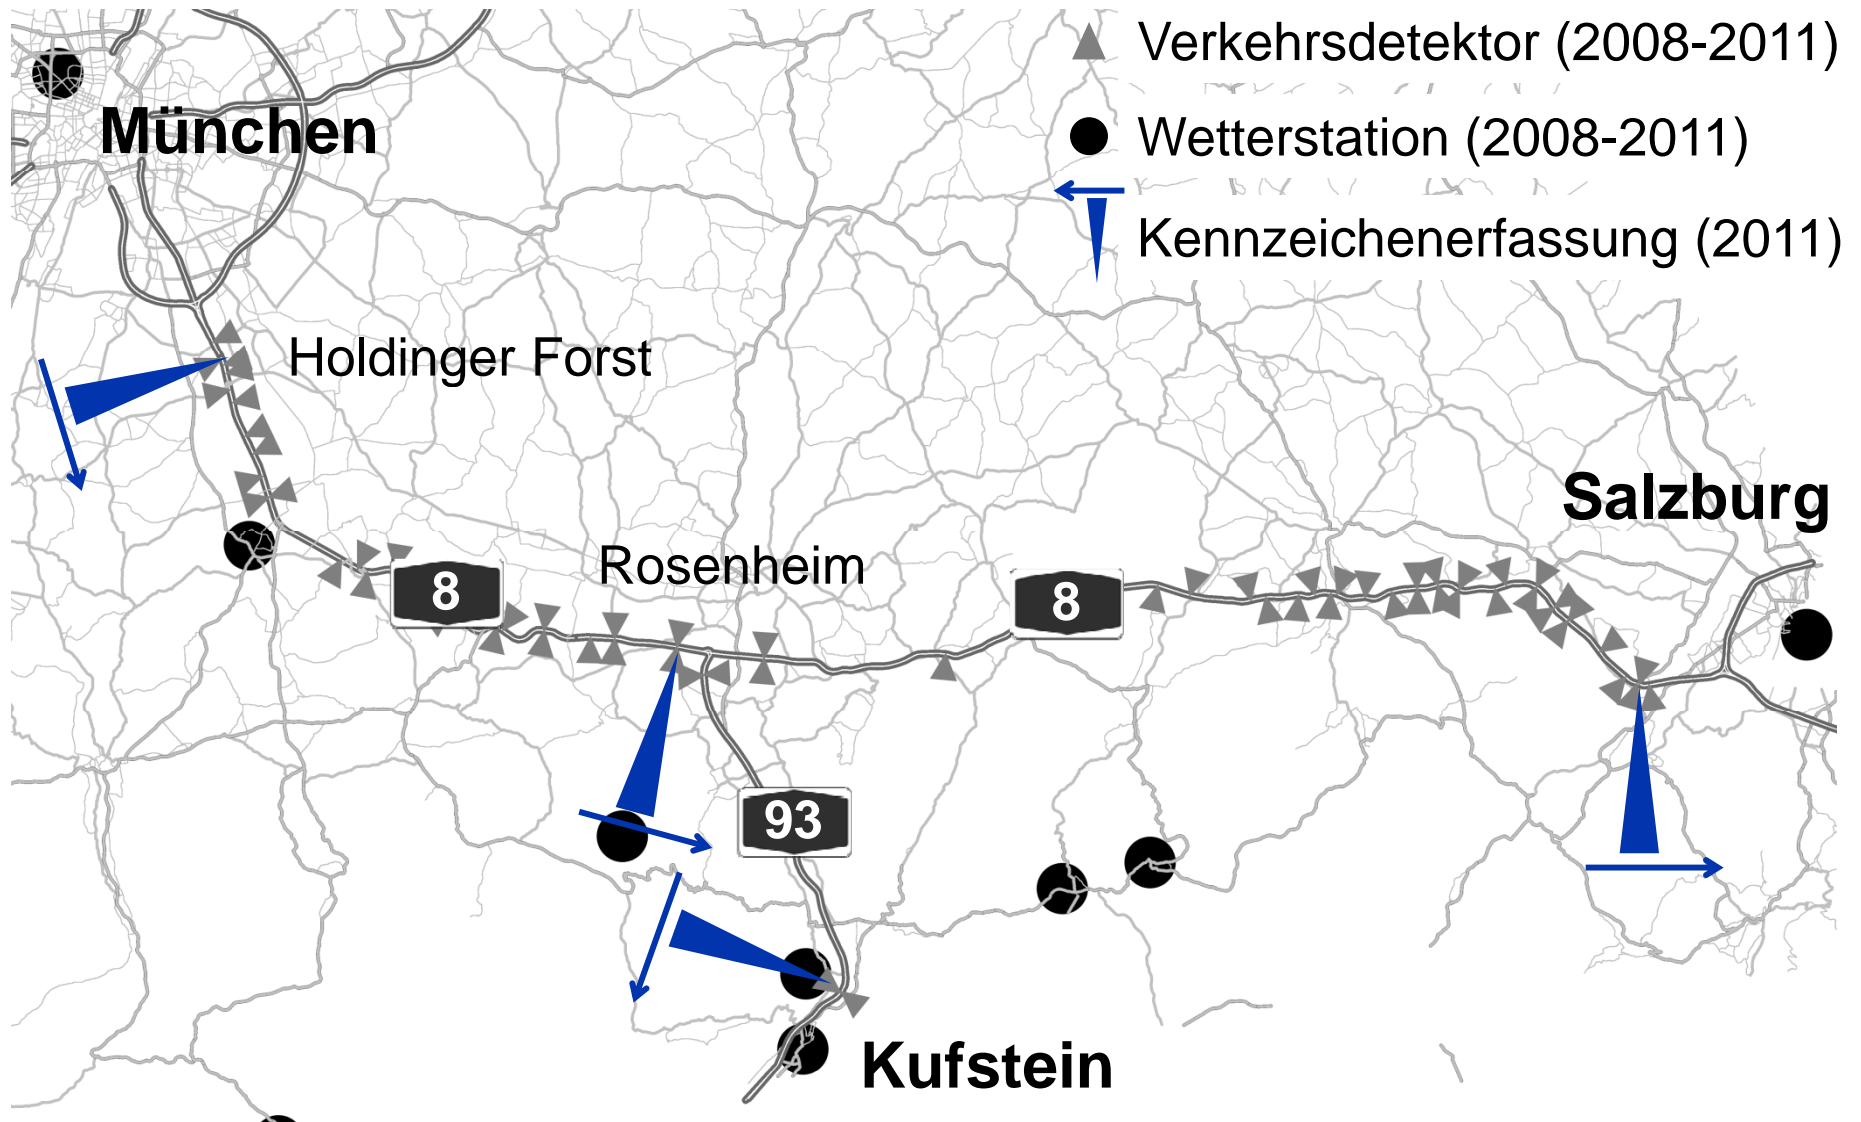 Verkehrsdetektor (2008-2011)
Wetterstation (2008-2011)
Kennzeichenerfassung (2011)
München
Holdinger Forst
Salzburg
Rosenheim
8
8
93
Kufstein